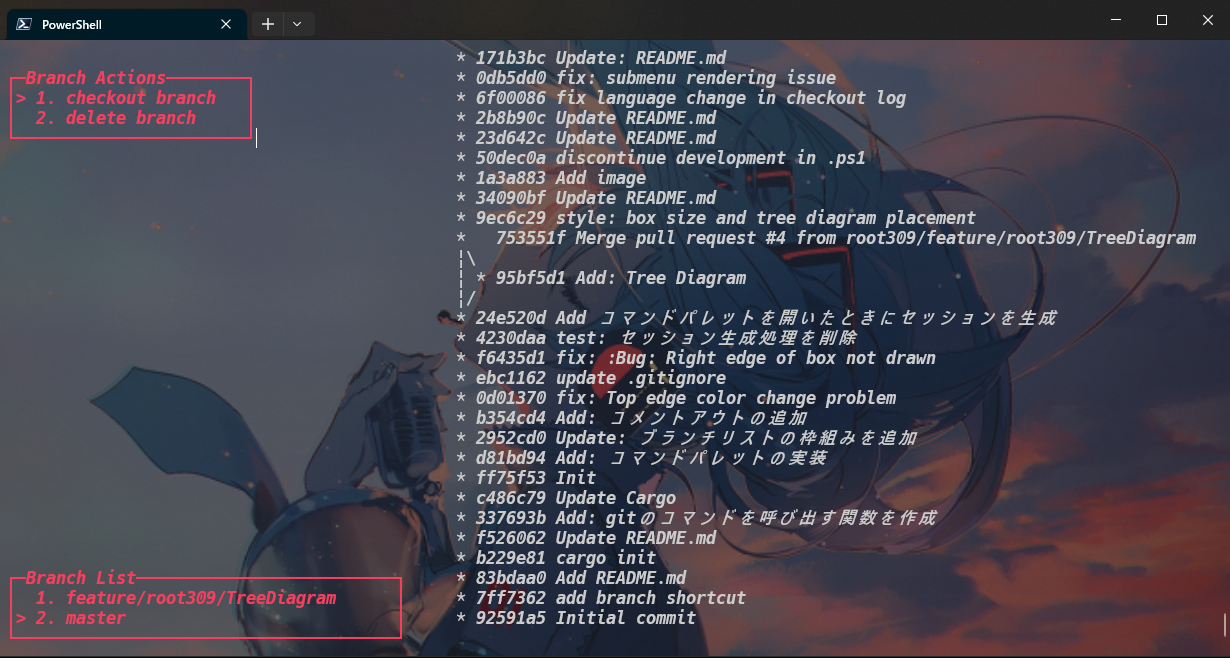 PowerShell
Branch Actions
> 1. checkout branch
2. delete branch
* 171b3bc Update: README.md
* 0db5dd0 fix: submenu rendering issue
* 6f00086 fix language change in checkout log
* 2b8b90c Update README.md
* 23d642c Update README.md
* 50dec0a discontinue development in .ps1
* 1a3a883 Add image
* 34090bf Update README.md
* 9ec6c29 style: box size and tree diagram placement
*   753551f Merge pull request #4 from root309/feature/root309/TreeDiagram
|\
| * 95bf5d1 Add: Tree Diagram
|/
* 24e520d Add コマンドパレットを開いたときにセッションを生成
* 4230daa test: セッション生成処理を削除
* f6435d1 fix: :Bug: Right edge of box not drawn
* ebc1162 update .gitignore
* 0d01370 fix: Top edge color change problem
* b354cd4 Add: コメントアウトの追加
* 2952cd0 Update: ブランチリストの枠組みを追加
* d81bd94 Add: コマンドパレットの実装
* ff75f53 Init
* c486c79 Update Cargo
* 337693b Add: gitのコマンドを呼び出す関数を作成
* f526062 Update README.md
* b229e81 cargo init
* 83bdaa0 Add README.md
* 7ff7362 add branch shortcut
* 92591a5 Initial commit
Branch List
1. feature/root309/TreeDiagram
> 2. master